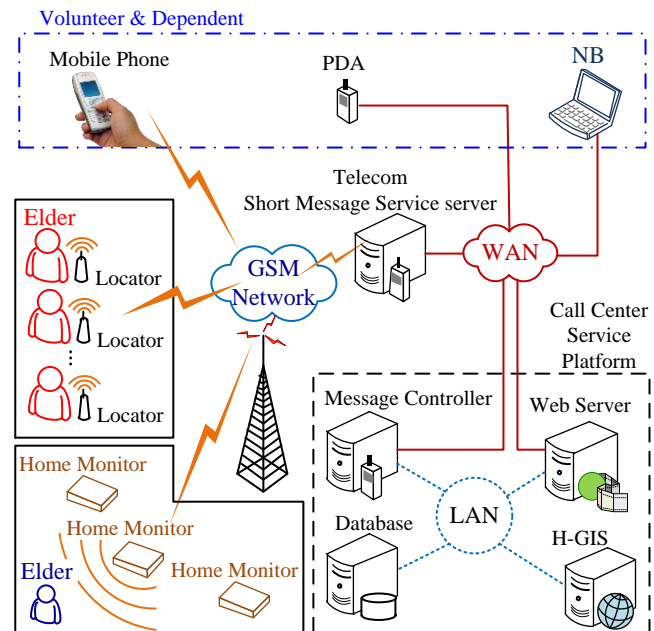 Volunteer & Dependent
Mobile Phone
PDA
NB
Telecom
Short Message Service server
Elder
Locator
Locator
Locator
GSM
Network
WAN
Call Center
Service
Platform
Message Controller
Web Server
LAN
Database
H-GIS
Home Monitor
Home Monitor
Home Monitor
Elder